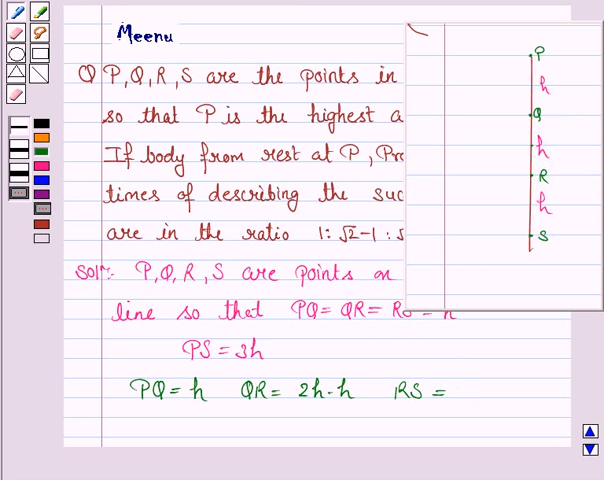 Meenu
Q P, Q, R, S are the points in
so that P is the highest a
If body from rest at P, Pro
times of describing the suc
are in the ratio 1: √2-1 :
Solⁿ: P, Q, R, S are points on
line so that PQ = QR = RS = h
PS = 3h
PQ = h QR = 2h - h RS =
P
h
Q
h
R
h
S